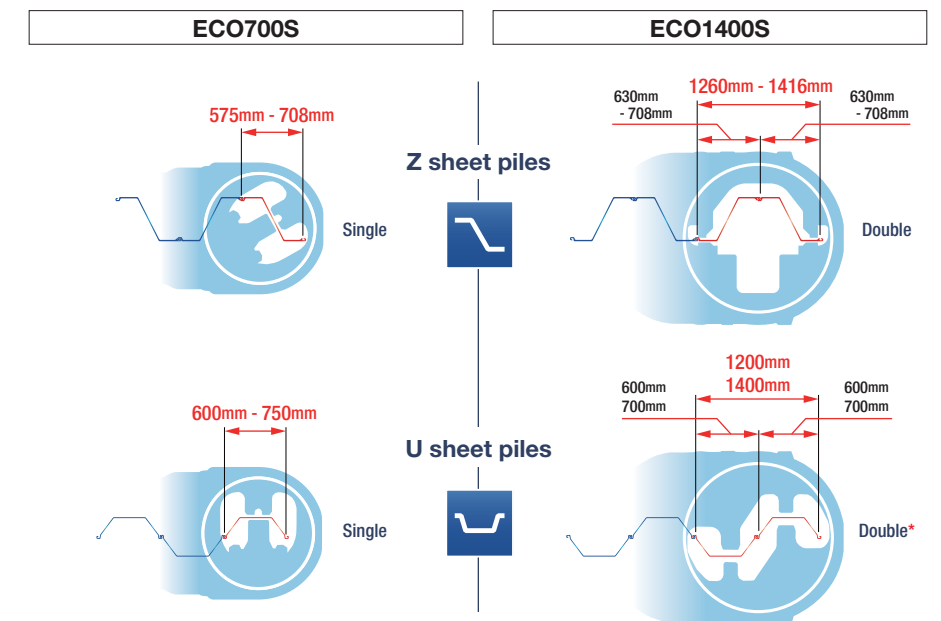 ECO700S
ECO1400S
Z sheet piles
575mm - 708mm
Single
1260mm - 1416mm
630mm
- 708mm
630mm
- 708mm
Double
U sheet piles
600mm - 750mm
Single
1200mm
1400mm
600mm
700mm
600mm
700mm
Double*